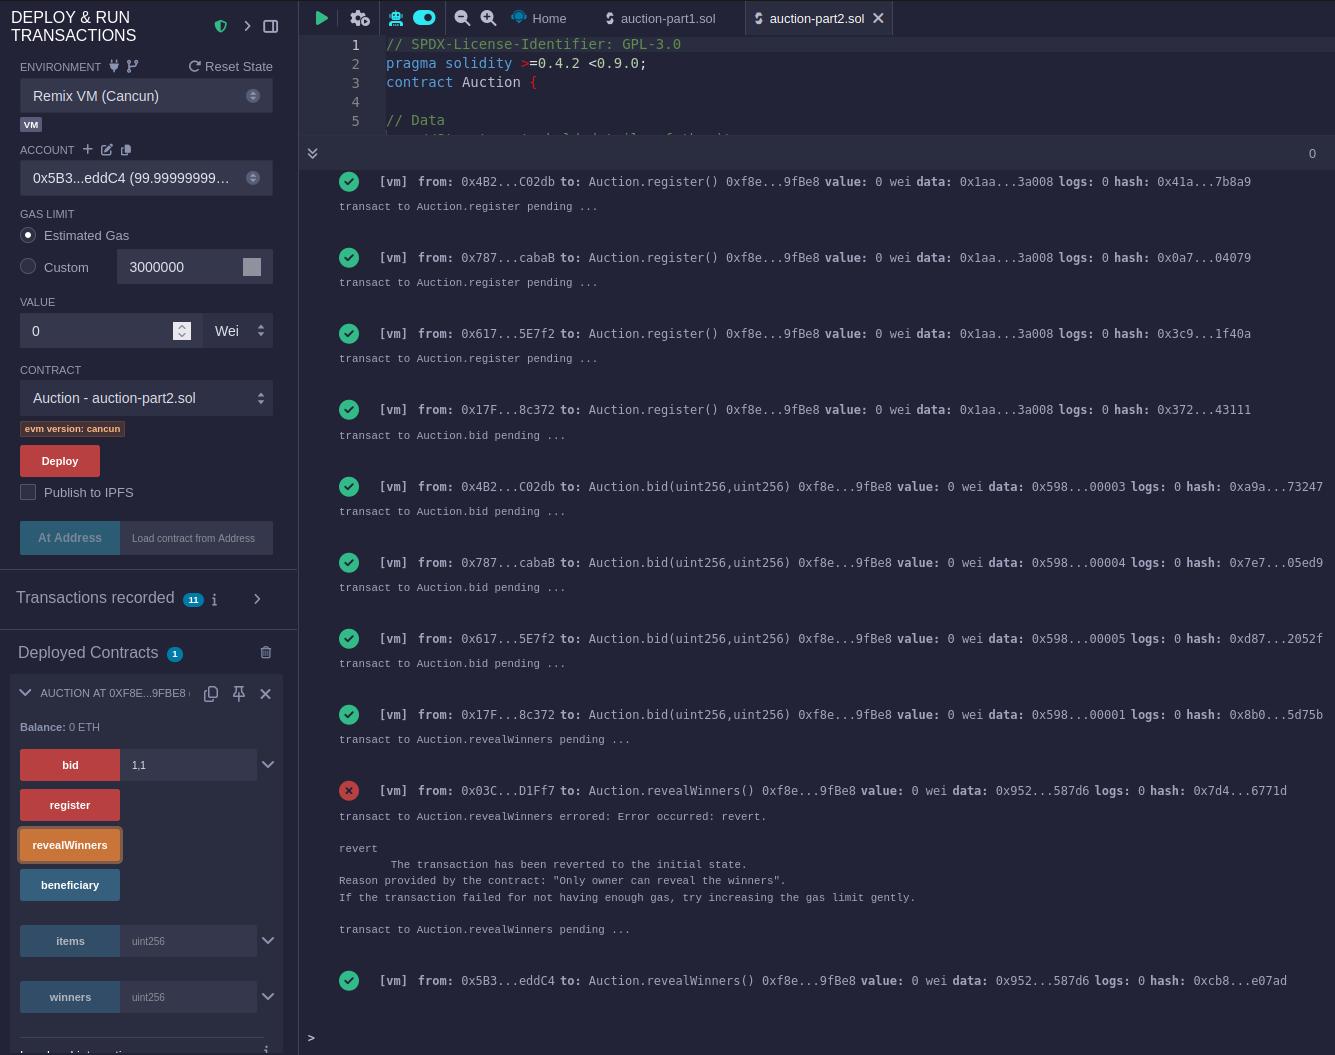 DEPLOY & RUN
TRANSACTIONS
ENVIRONMENT
Reset State
Remix VM (Cancun)
VM
ACCOUNT
0x5B3...eddC4 (99.99999999...
GAS LIMIT
Estimated Gas
Custom
3000000
VALUE
0
Wei
CONTRACT
Auction - auction-part2.sol
evm version: cancun
Deploy
Publish to IPFS
At Address
Load contract from Address
Transactions recorded 11 i
Deployed Contracts 1
AUCTION AT 0XF8E...9FBE8
Balance: 0 ETH
bid
1,1
register
revealWinners
beneficiary
items
uint256
winners
uint256
Home
auction-part1.sol
auction-part2.sol
1 // SPDX-License-Identifier: GPL-3.0
2 pragma solidity >=0.4.2 <0.9.0;
3 contract Auction {
4
5 // Data
0
[vm] from: 0x4B2...C02db to: Auction.register() 0xf8e...9fBe8 value: 0 wei data: 0x1aa...3a008 logs: 0 hash: 0x41a...7b8a9
transact to Auction.register pending ...
[vm] from: 0x787...cabaB to: Auction.register() 0xf8e...9fBe8 value: 0 wei data: 0x1aa...3a008 logs: 0 hash: 0x0a7...04079
transact to Auction.register pending ...
[vm] from: 0x617...5E7f2 to: Auction.register() 0xf8e...9fBe8 value: 0 wei data: 0x1aa...3a008 logs: 0 hash: 0x3c9...1f40a
transact to Auction.register pending ...
[vm] from: 0x17F...8c372 to: Auction.register() 0xf8e...9fBe8 value: 0 wei data: 0x1aa...3a008 logs: 0 hash: 0x372...43111
transact to Auction.bid pending ...
[vm] from: 0x4B2...C02db to: Auction.bid(uint256,uint256) 0xf8e...9fBe8 value: 0 wei data: 0x598...00003 logs: 0 hash: 0xa9a...73247
transact to Auction.bid pending ...
[vm] from: 0x787...cabaB to: Auction.bid(uint256,uint256) 0xf8e...9fBe8 value: 0 wei data: 0x598...00004 logs: 0 hash: 0x7e7...05ed9
transact to Auction.bid pending ...
[vm] from: 0x617...5E7f2 to: Auction.bid(uint256,uint256) 0xf8e...9fBe8 value: 0 wei data: 0x598...00005 logs: 0 hash: 0xd87...2052f
transact to Auction.bid pending ...
[vm] from: 0x17F...8c372 to: Auction.bid(uint256,uint256) 0xf8e...9fBe8 value: 0 wei data: 0x598...00001 logs: 0 hash: 0x8b0...5d75b
transact to Auction.revealWinners pending ...
[vm] from: 0x03C...D1Ff7 to: Auction.revealWinners() 0xf8e...9fBe8 value: 0 wei data: 0x952...587d6 logs: 0 hash: 0x7d4...6771d
transact to Auction.revealWinners errored: Error occurred: revert.
revert
The transaction has been reverted to the initial state.
Reason provided by the contract: "Only owner can reveal the winners".
If the transaction failed for not having enough gas, try increasing the gas limit gently.
transact to Auction.revealWinners pending ...
[vm] from: 0x5B3...eddC4 to: Auction.revealWinners() 0xf8e...9fBe8 value: 0 wei data: 0x952...587d6 logs: 0 hash: 0xcb8...e07ad
>